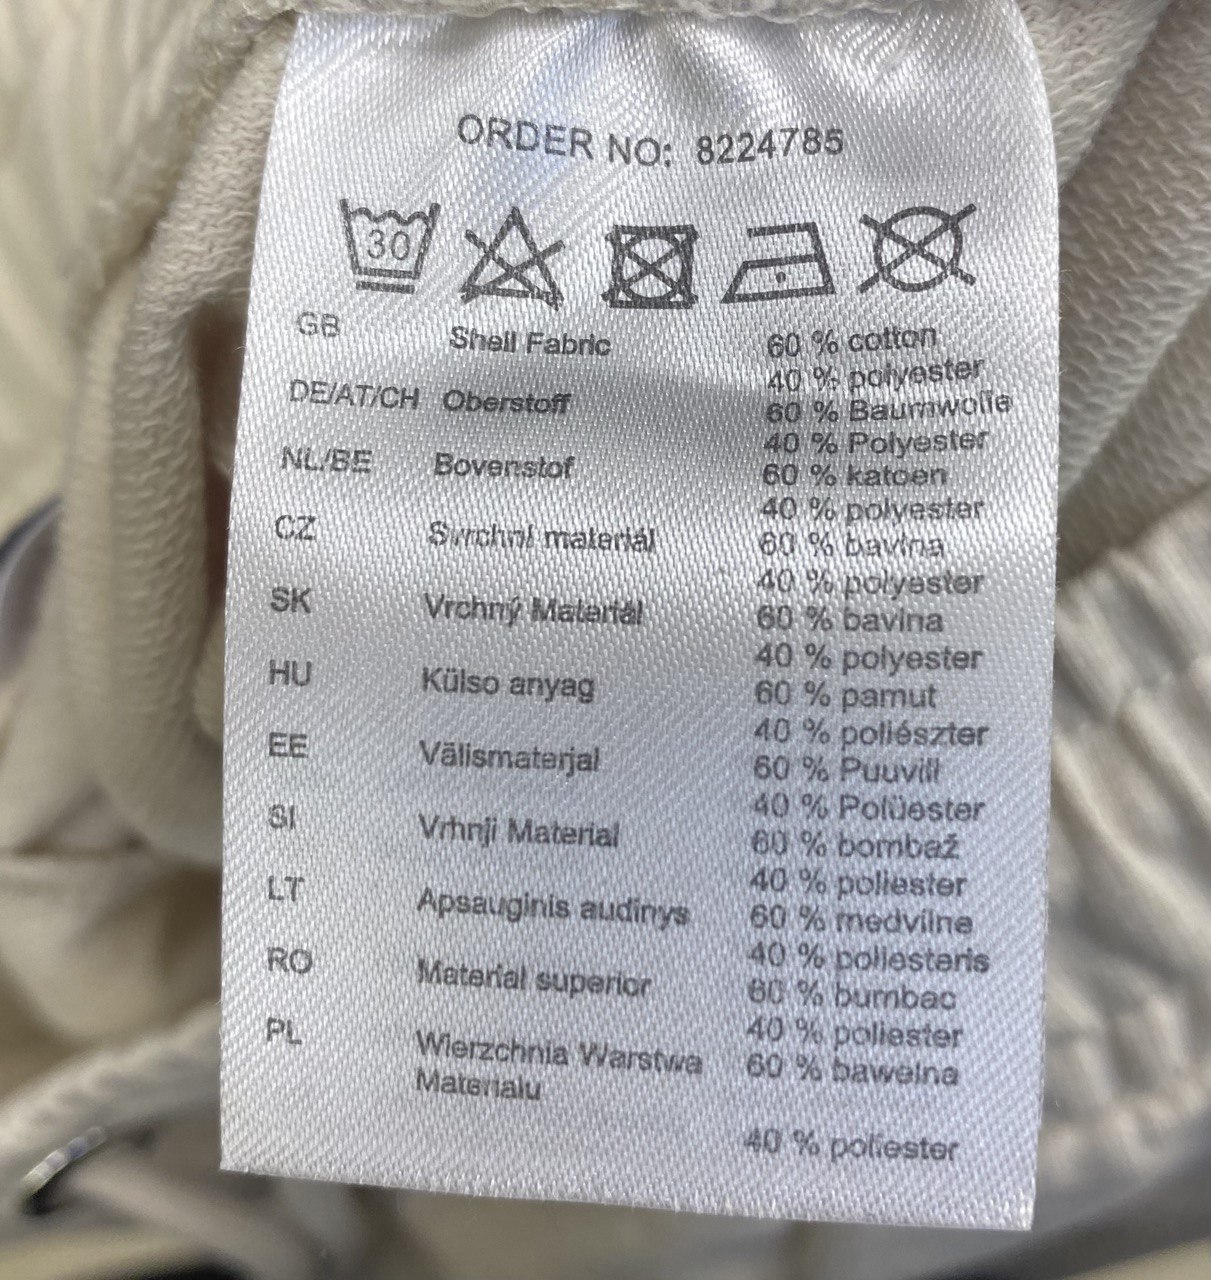 ORDER NO: 8224785
30
GB Shell Fabric 60 % cotton
40 % polyester
DE/AT/CH Oberstoff 60 % Baumwolle
40 % Polyester
NL/BE Bovenstof 60 % katoen
40 % polyester
CZ Svrchní materiál 60 % bavlna
40 % polyester
SK Vrchný Materiál 60 % bavlna
40 % polyester
HU Külso anyag 60 % pamut
40 % poliészter
EE Välismaterjal 60 % Puuvill
40 % Polüester
SI Vrhnji Material 60 % bombaž
40 % poliester
LT Apsauginis audinys 60 % medvilne
40 % poliesteris
RO Material superior 60 % bumbac
40 % poliester
PL Wierzchnia Warstwa 60 % bawelna
Materialu
40 % poliester